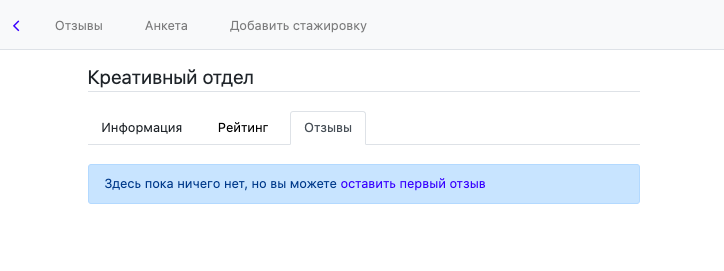 Отзывы Анкета Добавить стажировку
Креативный отдел
Информация Рейтинг Отзывы
Здесь пока ничего нет, но вы можете оставить первый отзыв